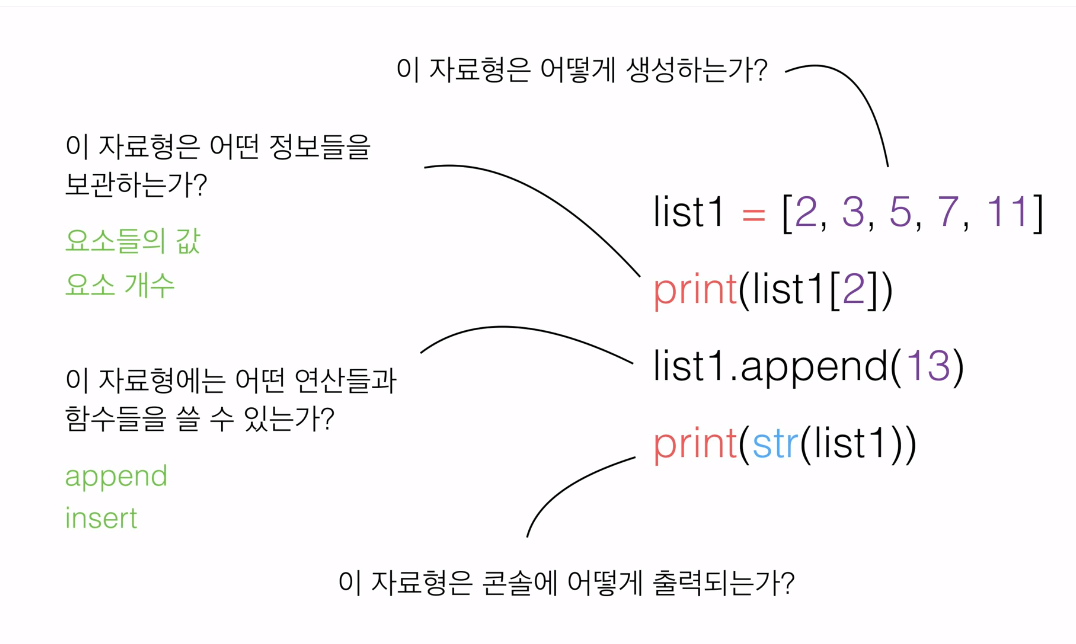 이 자료형은 어떻게 생성하는가?
이 자료형은 어떤 정보들을
보관하는가?
요소들의 값
요소 개수
이 자료형에는 어떤 연산들과
함수들을 쓸 수 있는가?
append
insert
list1 = [2, 3, 5, 7, 11]
print(list1[2])
list1.append(13)
print(str(list1))
이 자료형은 콘솔에 어떻게 출력되는가?